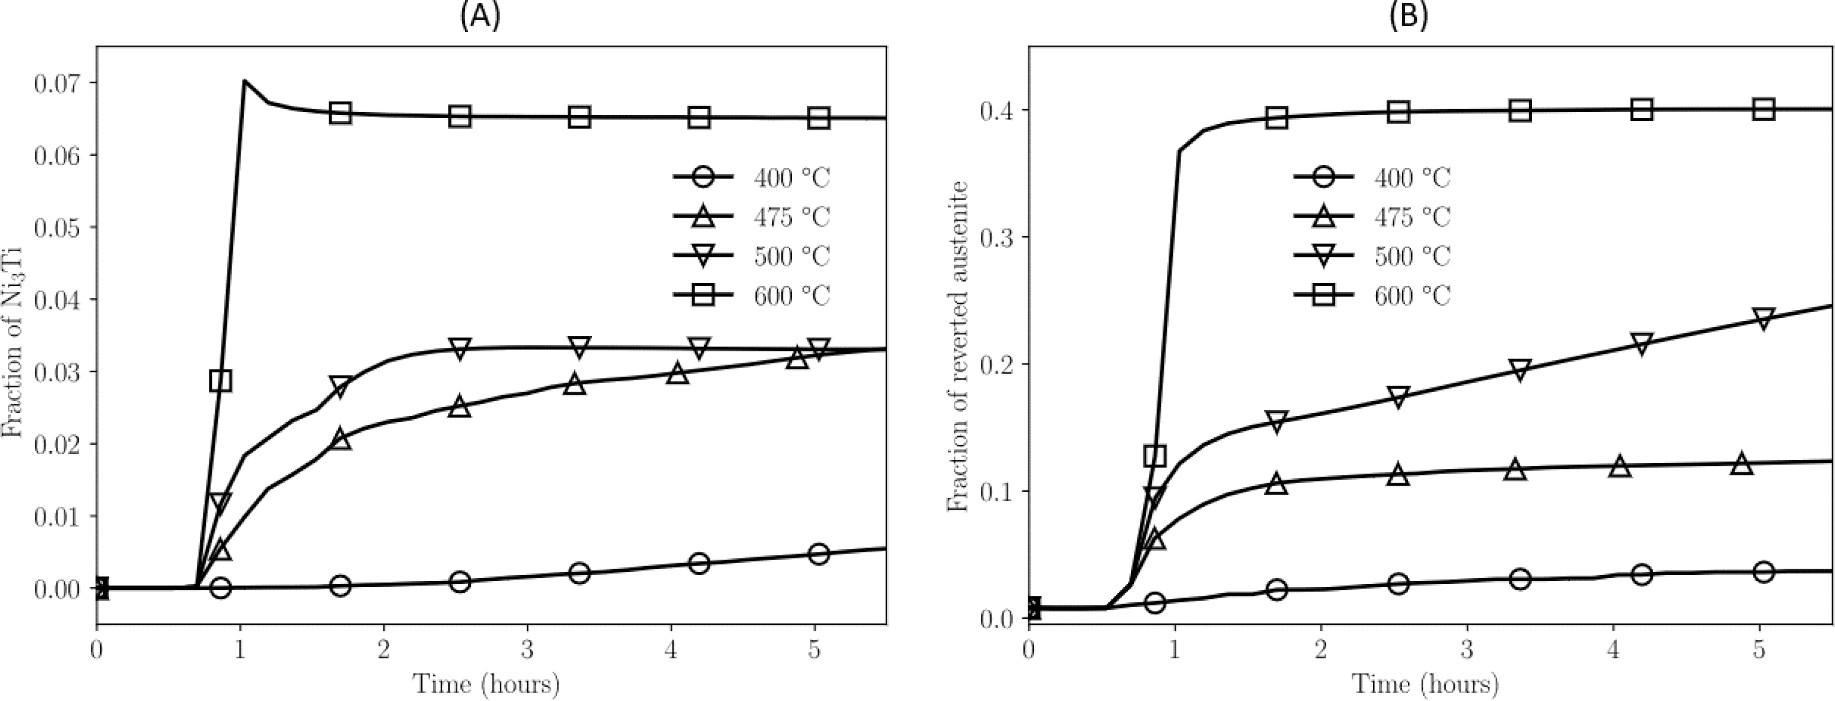 (A)
0.07
0.06
0.05
0.04
0.03
0.02
0.01
0.00
Fraction of Ni₃Ti
400 °C
475 °C
500 °C
600 °C
0 1 2 3 4 5
Time (hours)
(B)
0.4
0.3
0.2
0.1
0.0
Fraction of reverted austenite
400 °C
475 °C
500 °C
600 °C
0 1 2 3 4 5
Time (hours)